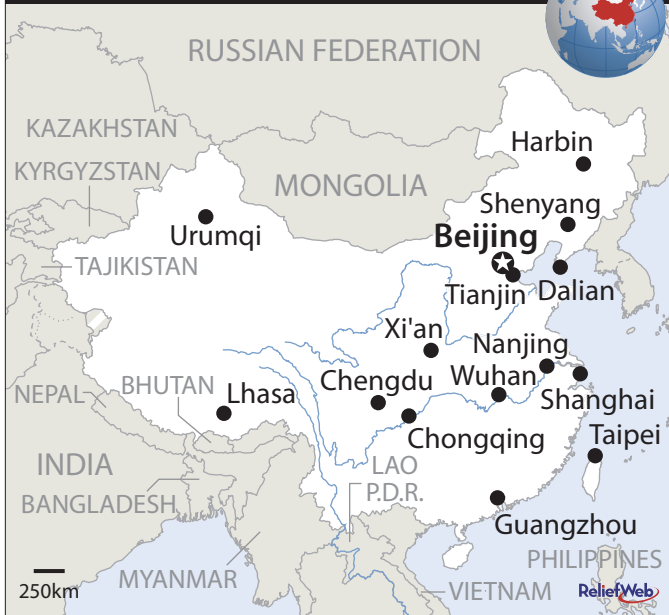 RUSSIAN FEDERATION
KAZAKHSTAN
Harbin
KYRGYZSTAN
MONGOLIA
Shenyang
Urumqi
Beijing
TAJIKISTAN
Tianjin
Dalian
Xi'an
Nanjing
NEPAL
BHUTAN
Lhasa
Chengdu
Wuhan
Shanghai
Chongqing
Taipei
INDIA
LAO
P.D.R.
BANGLADESH
Guangzhou
PHILIPPINES
MYANMAR
VIETNAM
250km
ReliefWeb